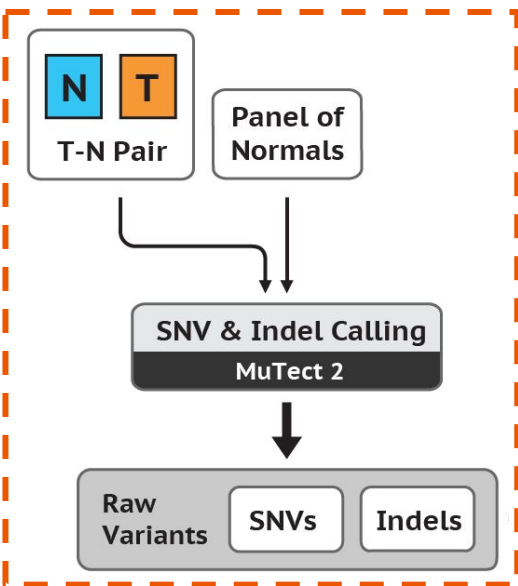 N T
T-N Pair
Panel of
Normals
SNV & Indel Calling
MuTect 2
Raw
Variants
SNVs
Indels